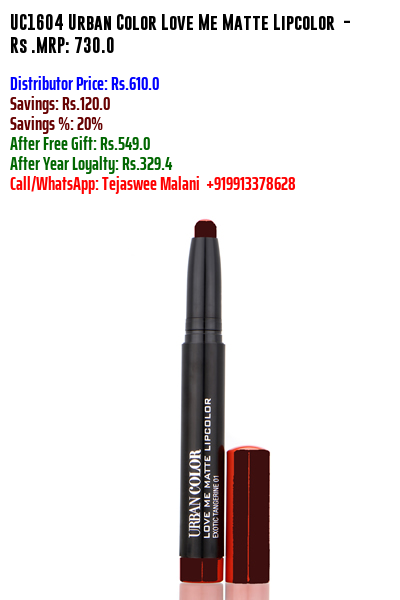 UC1604 Urban Color Love Me Matte Lipcolor -
Rs .MRP: 730.0
Distributor Price: Rs.610.0
Savings: Rs.120.0
Savings %: 20%
After Free Gift: Rs.549.0
After Year Loyalty: Rs.329.4
Call/WhatsApp: Tejaswee Malani +919913378628
URBAN COLOR
LOVE ME MATTE LIPCOLOR
EXOTIC TANGERINE 01